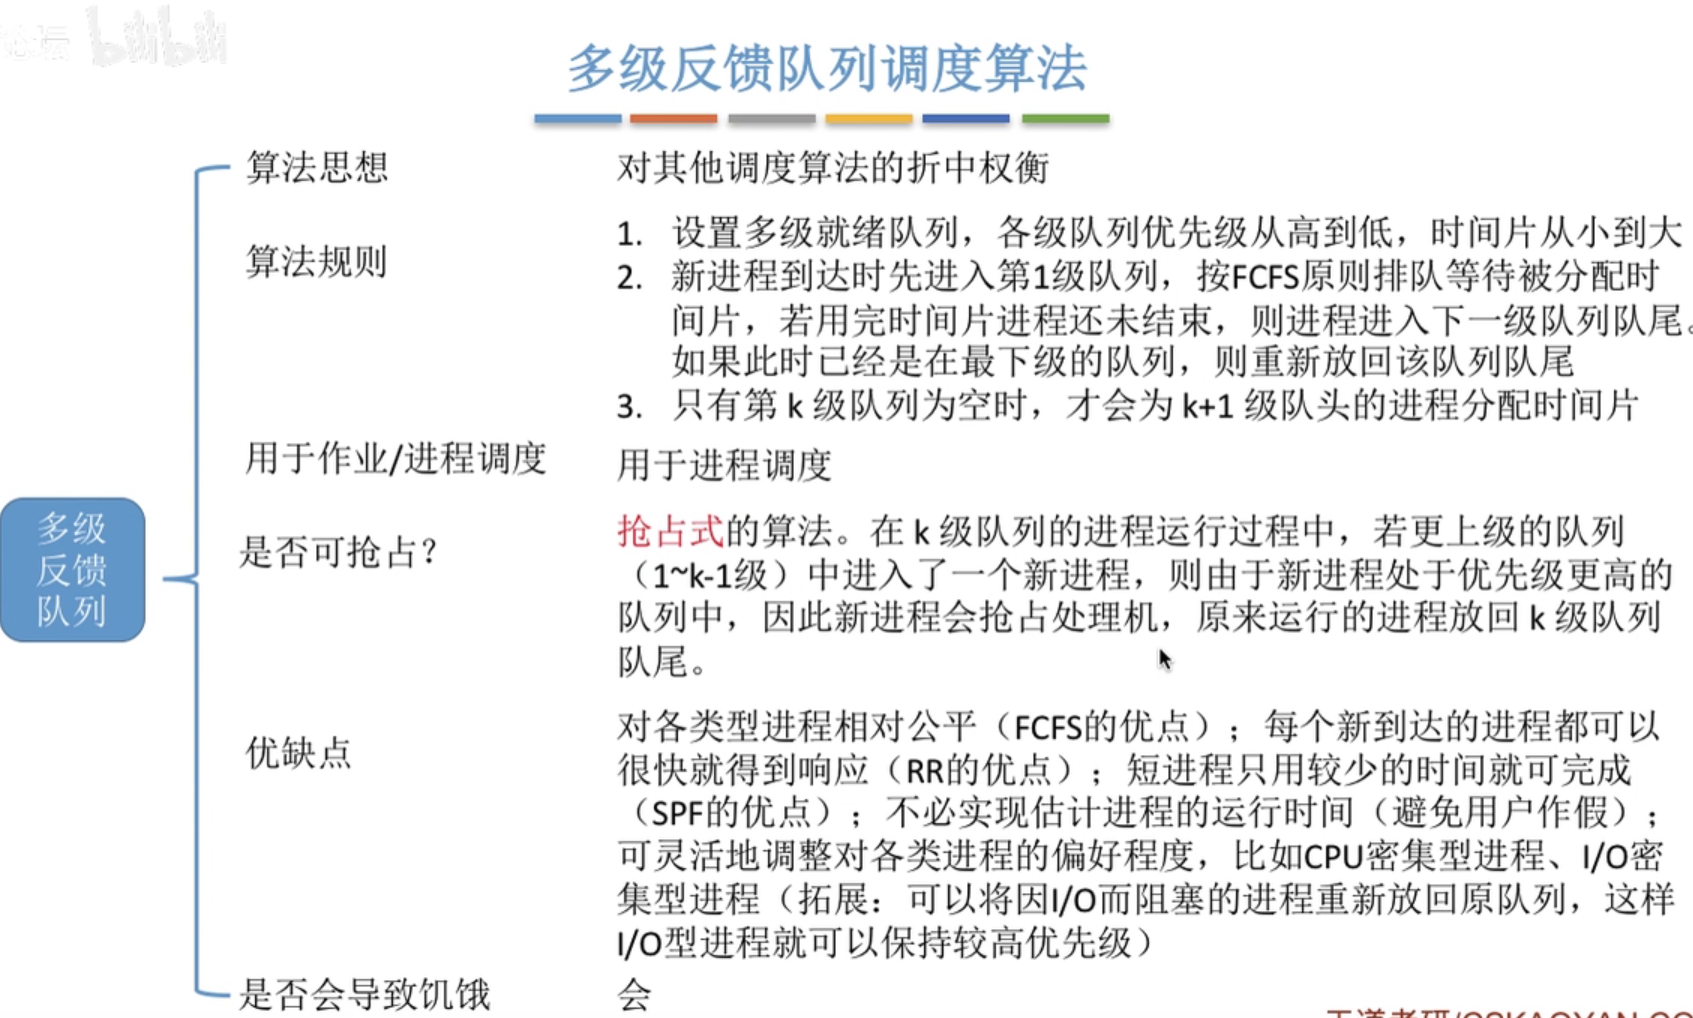 论坛 bilibili
多级反馈队列调度算法
算法思想
对其他调度算法的折中权衡
算法规则
1. 设置多级就绪队列，各级队列优先级从高到低，时间片从小到大
2. 新进程到达时先进入第1级队列，按FCFS原则排队等待被分配时
间片，若用完时间片进程还未结束，则进程进入下一级队列队尾。
如果此时已经是在最下级的队列，则重新放回该队列队尾
3. 只有第 k 级队列为空时，才会为 k+1 级队头的进程分配时间片
用于作业/进程调度
用于进程调度
多级
反馈
队列
是否可抢占？
抢占式的算法。在 k 级队列的进程运行过程中，若更上级的队列
（1~k-1级）中进入了一个新进程，则由于新进程处于优先级更高的
队列中，因此新进程会抢占处理机，原来运行的进程放回 k 级队列
队尾。
优缺点
对各类型进程相对公平（FCFS的优点）；每个新到达的进程都可以
很快就得到响应（RR的优点）；短进程只用较少的时间就可完成
（SPF的优点）；不必实现估计进程的运行时间（避免用户作假）；
可灵活地调整对各类进程的偏好程度，比如CPU密集型进程、I/O密
集型进程（拓展：可以将因I/O而阻塞的进程重新放回原队列，这样
I/O型进程就可以保持较高优先级）
是否会导致饥饿
会